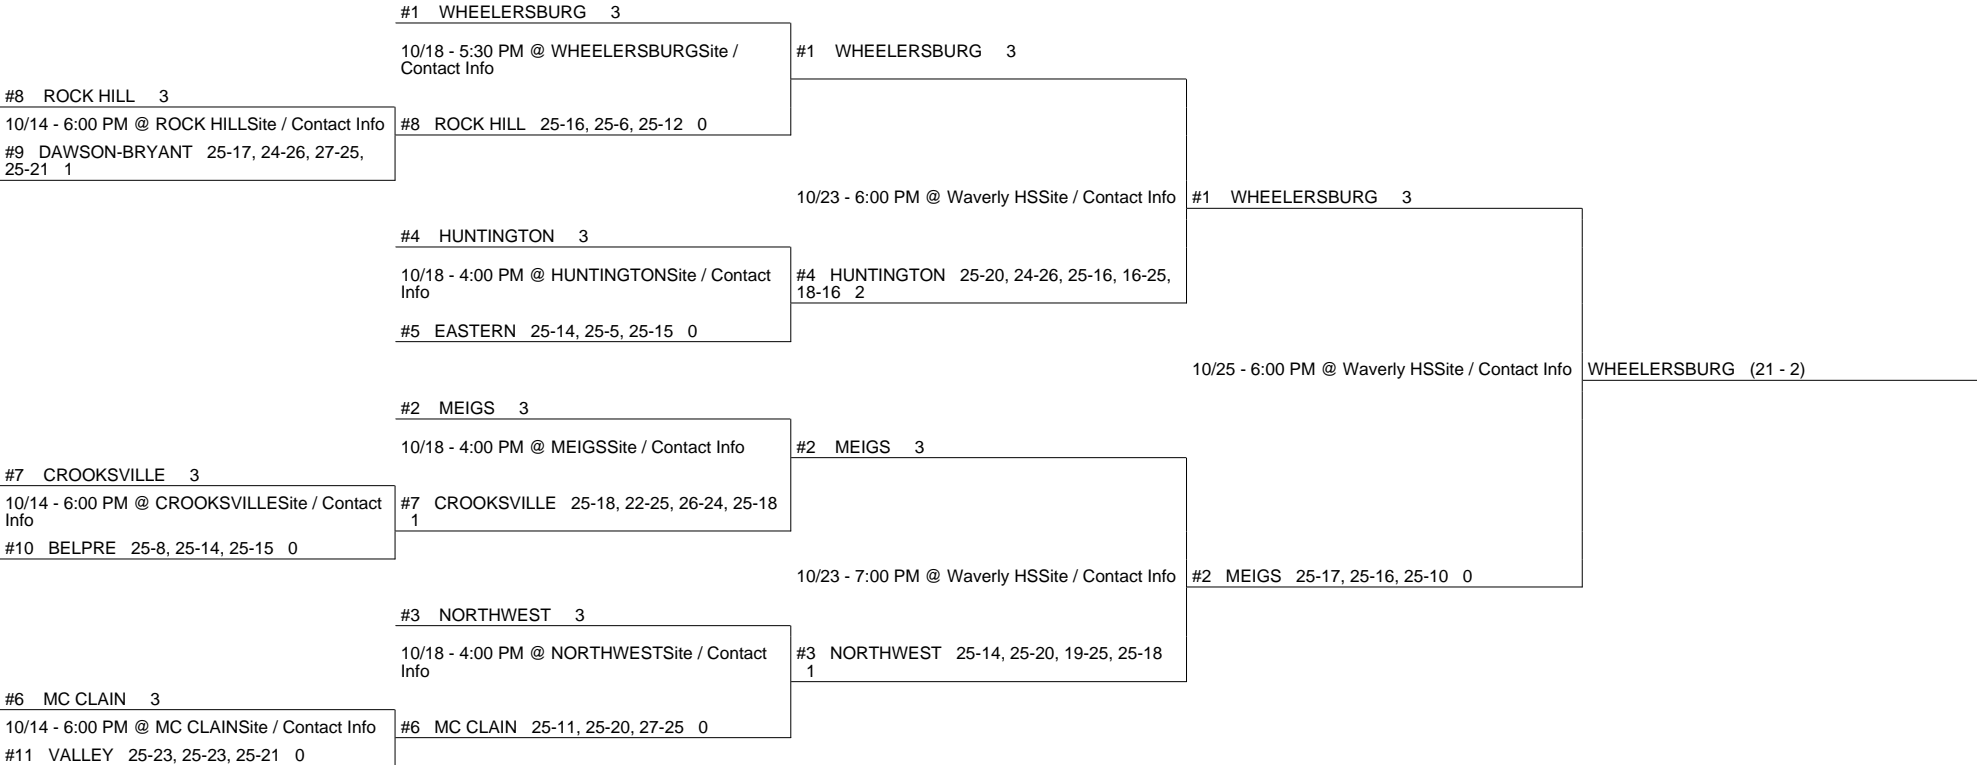 #1 WHEELERSBURG 3
10/18 - 5:30 PM @ WHEELERSBURGSite /
Contact Info
#1 WHEELERSBURG 3
#8 ROCK HILL 3
10/14 - 6:00 PM @ ROCK HILLSite / Contact Info
#8 ROCK HILL 25-16, 25-6, 25-12 0
#9 DAWSON-BRYANT 25-17, 24-26, 27-25,
25-21 1
10/23 - 6:00 PM @ Waverly HSSite / Contact Info
#1 WHEELERSBURG 3
#4 HUNTINGTON 3
10/18 - 4:00 PM @ HUNTINGTONSite / Contact
Info
#4 HUNTINGTON 25-20, 24-26, 25-16, 16-25,
18-16 2
#5 EASTERN 25-14, 25-5, 25-15 0
10/25 - 6:00 PM @ Waverly HSSite / Contact Info
WHEELERSBURG (21 - 2)
#2 MEIGS 3
10/18 - 4:00 PM @ MEIGSSite / Contact Info
#2 MEIGS 3
#7 CROOKSVILLE 3
10/14 - 6:00 PM @ CROOKSVILLESite / Contact
Info
#7 CROOKSVILLE 25-18, 22-25, 26-24, 25-18
1
#10 BELPRE 25-8, 25-14, 25-15 0
10/23 - 7:00 PM @ Waverly HSSite / Contact Info
#2 MEIGS 25-17, 25-16, 25-10 0
#3 NORTHWEST 3
10/18 - 4:00 PM @ NORTHWESTSite / Contact
Info
#3 NORTHWEST 25-14, 25-20, 19-25, 25-18
1
#6 MC CLAIN 3
10/14 - 6:00 PM @ MC CLAINSite / Contact Info
#6 MC CLAIN 25-11, 25-20, 27-25 0
#11 VALLEY 25-23, 25-23, 25-21 0